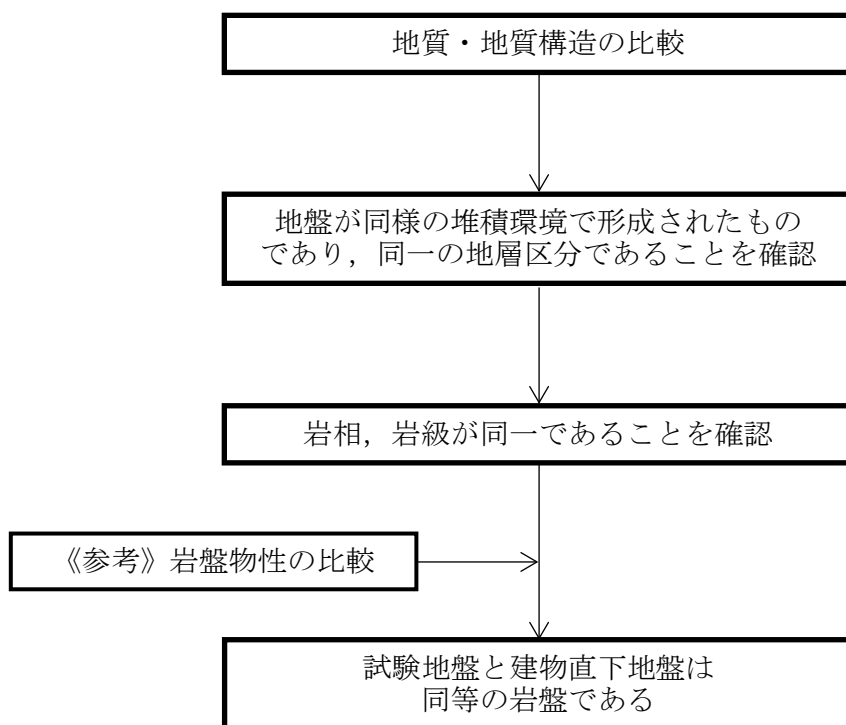 地質・地質構造の比較
地盤が同様の堆積環境で形成されたもの
であり，同一の地層区分であることを確認
岩相，岩級が同一であることを確認
《参考》岩盤物性の比較
試験地盤と建物直下地盤は
同等の岩盤である